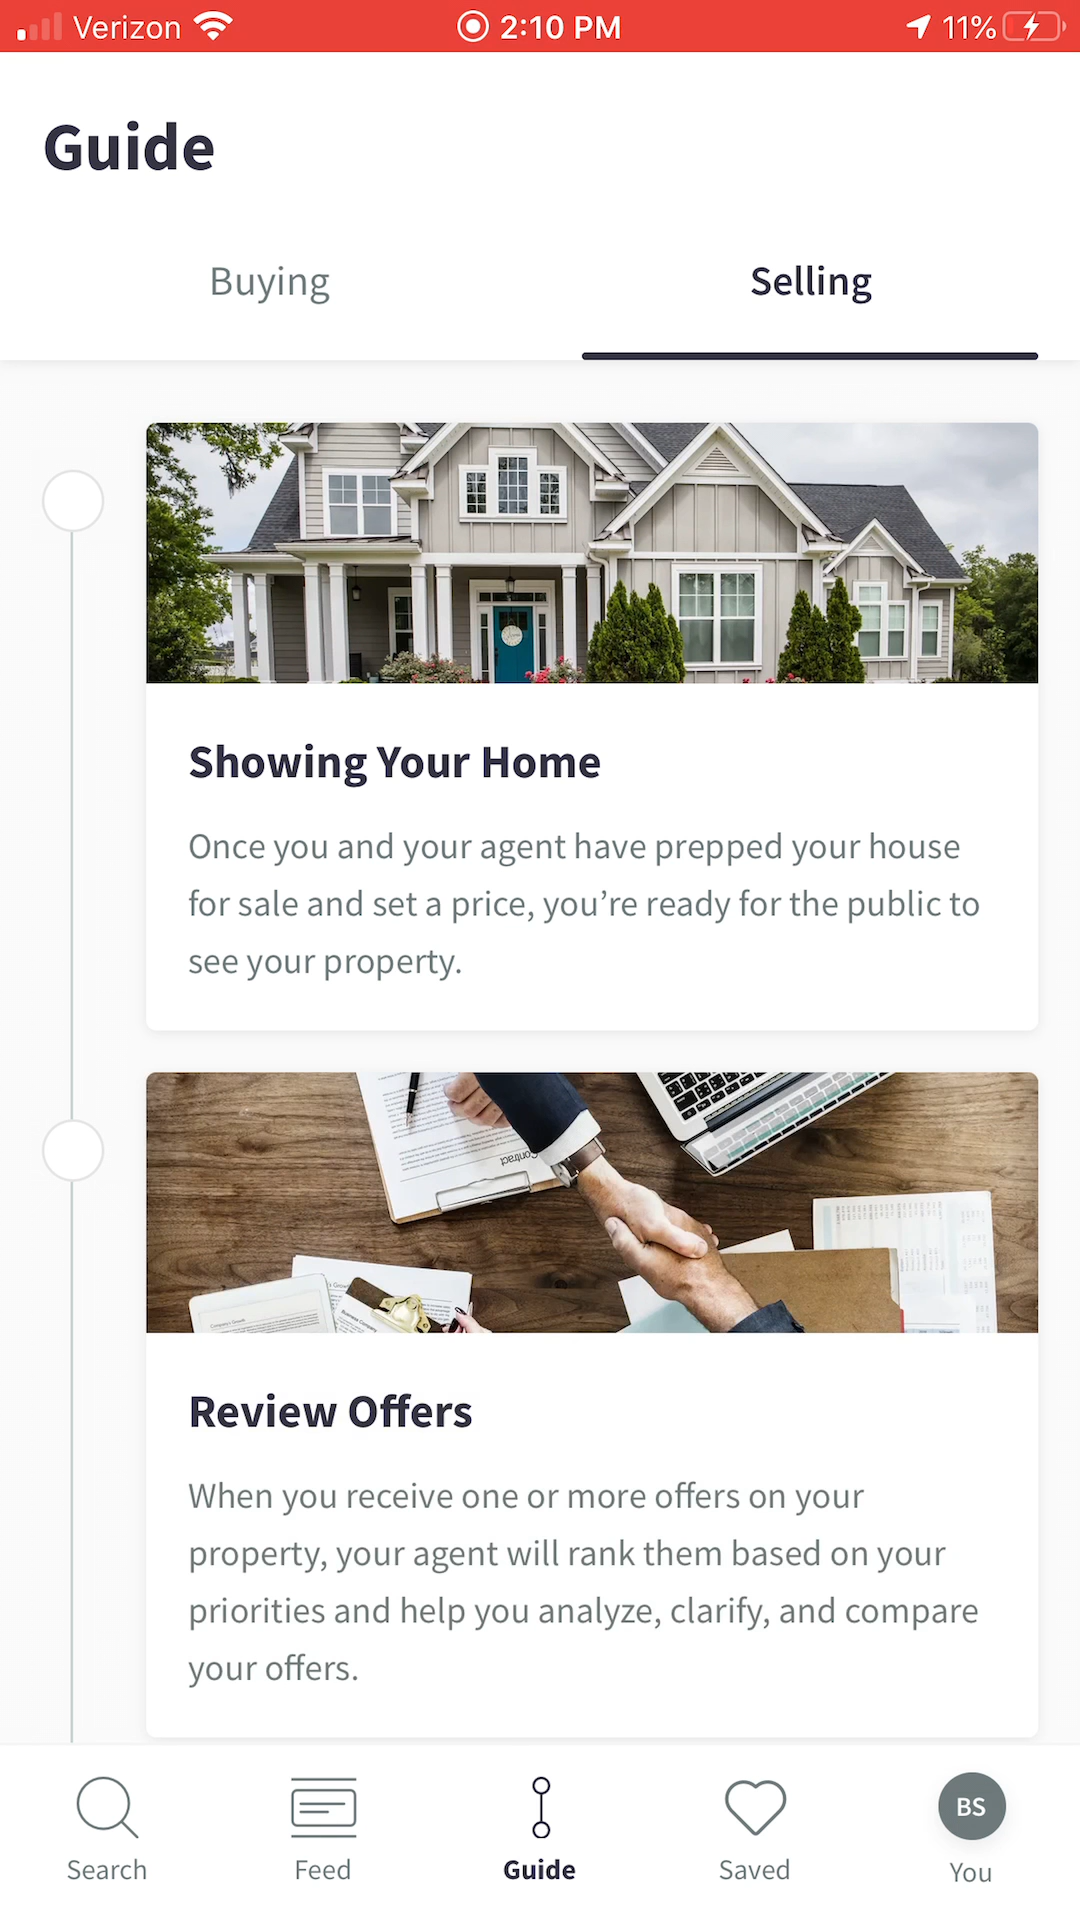 Verizon 2:10 PM 11%
Guide
Buying Selling
Showing Your Home
Once you and your agent have prepped your house
for sale and set a price, you’re ready for the public to
see your property.
Contract
Review Offers
When you receive one or more offers on your
property, your agent will rank them based on your
priorities and help you analyze, clarify, and compare
your offers.
BS
Search Feed Guide Saved You